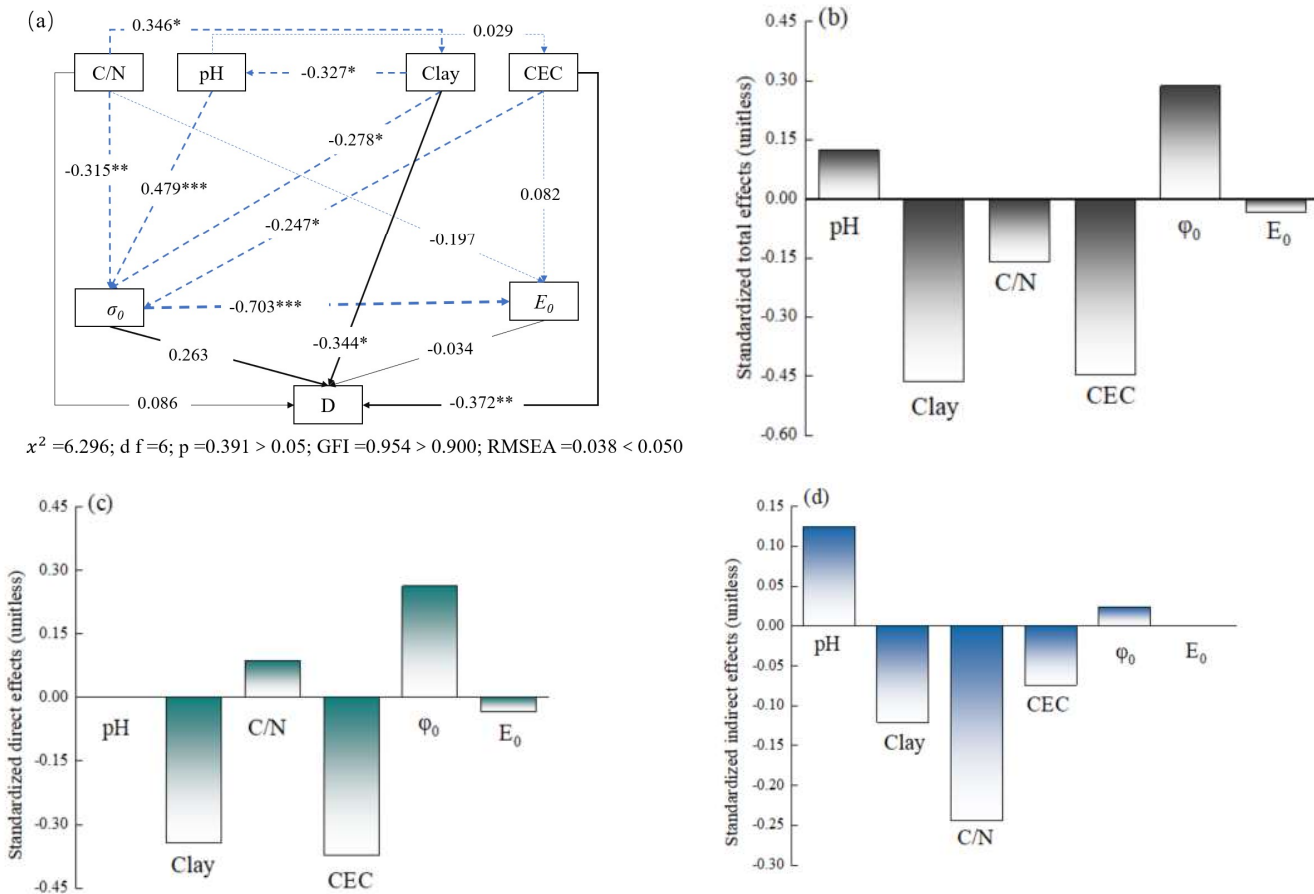 (a)
0.346*
0.029
C/N
pH
-0.327*
Clay
CEC
-0.278*
-0.315**
0.479***
0.082
-0.247*
-0.197
σ0
-0.703***
E0
0.263
-0.344*
-0.034
0.086
D
-0.372**
x² =6.296; d f =6; p =0.391 > 0.05; GFI =0.954 > 0.900; RMSEA =0.038 < 0.050
(b)
Standardized total effects (unitless)
0.45
0.30
0.15
0.00
-0.15
-0.30
-0.45
-0.60
pH
Clay
C/N
CEC
φ0
E0
(c)
Standardized direct effects (unitless)
0.45
0.30
0.15
0.00
-0.15
-0.30
-0.45
pH
Clay
C/N
CEC
φ0
E0
(d)
Standardized indirect effects (unitless)
0.15
0.10
0.05
0.00
-0.05
-0.10
-0.15
-0.20
-0.25
-0.30
pH
Clay
C/N
CEC
φ0
E0